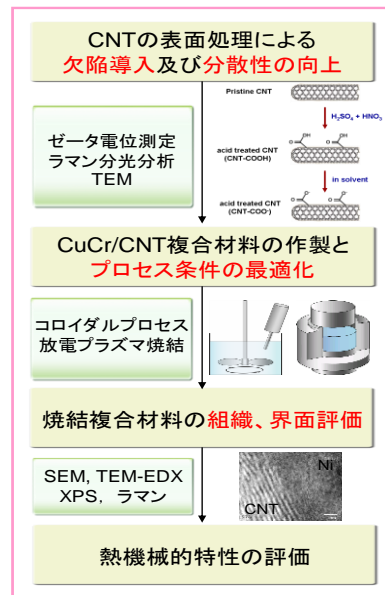 CNTの表面処理による
欠陥導入及び分散性の向上
ゼータ電位測定
ラマン分光分析
TEM
Pristine CNT
H₂SO₄ + HNO₃
O
OH
O
OH
acid treated CNT
(CNT-COOH)
in solvent
O
O⁻
O
O⁻
acid treated CNT
(CNT-COO⁻)
CuCr/CNT複合材料の作製と
プロセス条件の最適化
コロイダルプロセス
放電プラズマ焼結
焼結複合材料の組織、界面評価
SEM, TEM-EDX
XPS, ラマン
Ni
CNT
熱機械的特性の評価